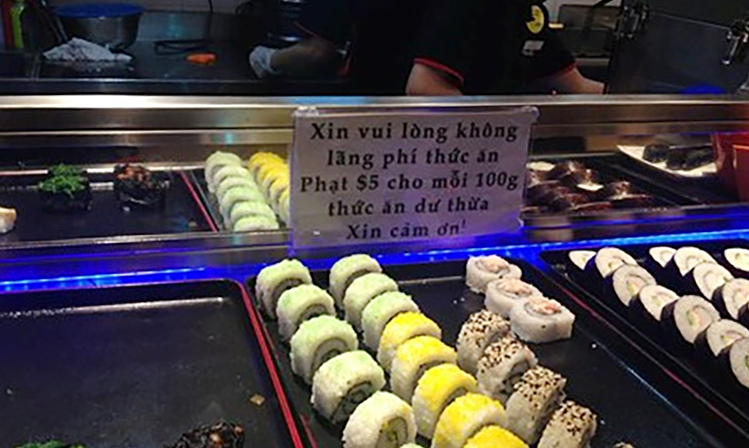 Xin vui lòng không
lãng phí thức ăn
Phạt $5 cho mỗi 100g
thức ăn dư thừa
Xin cảm ơn!